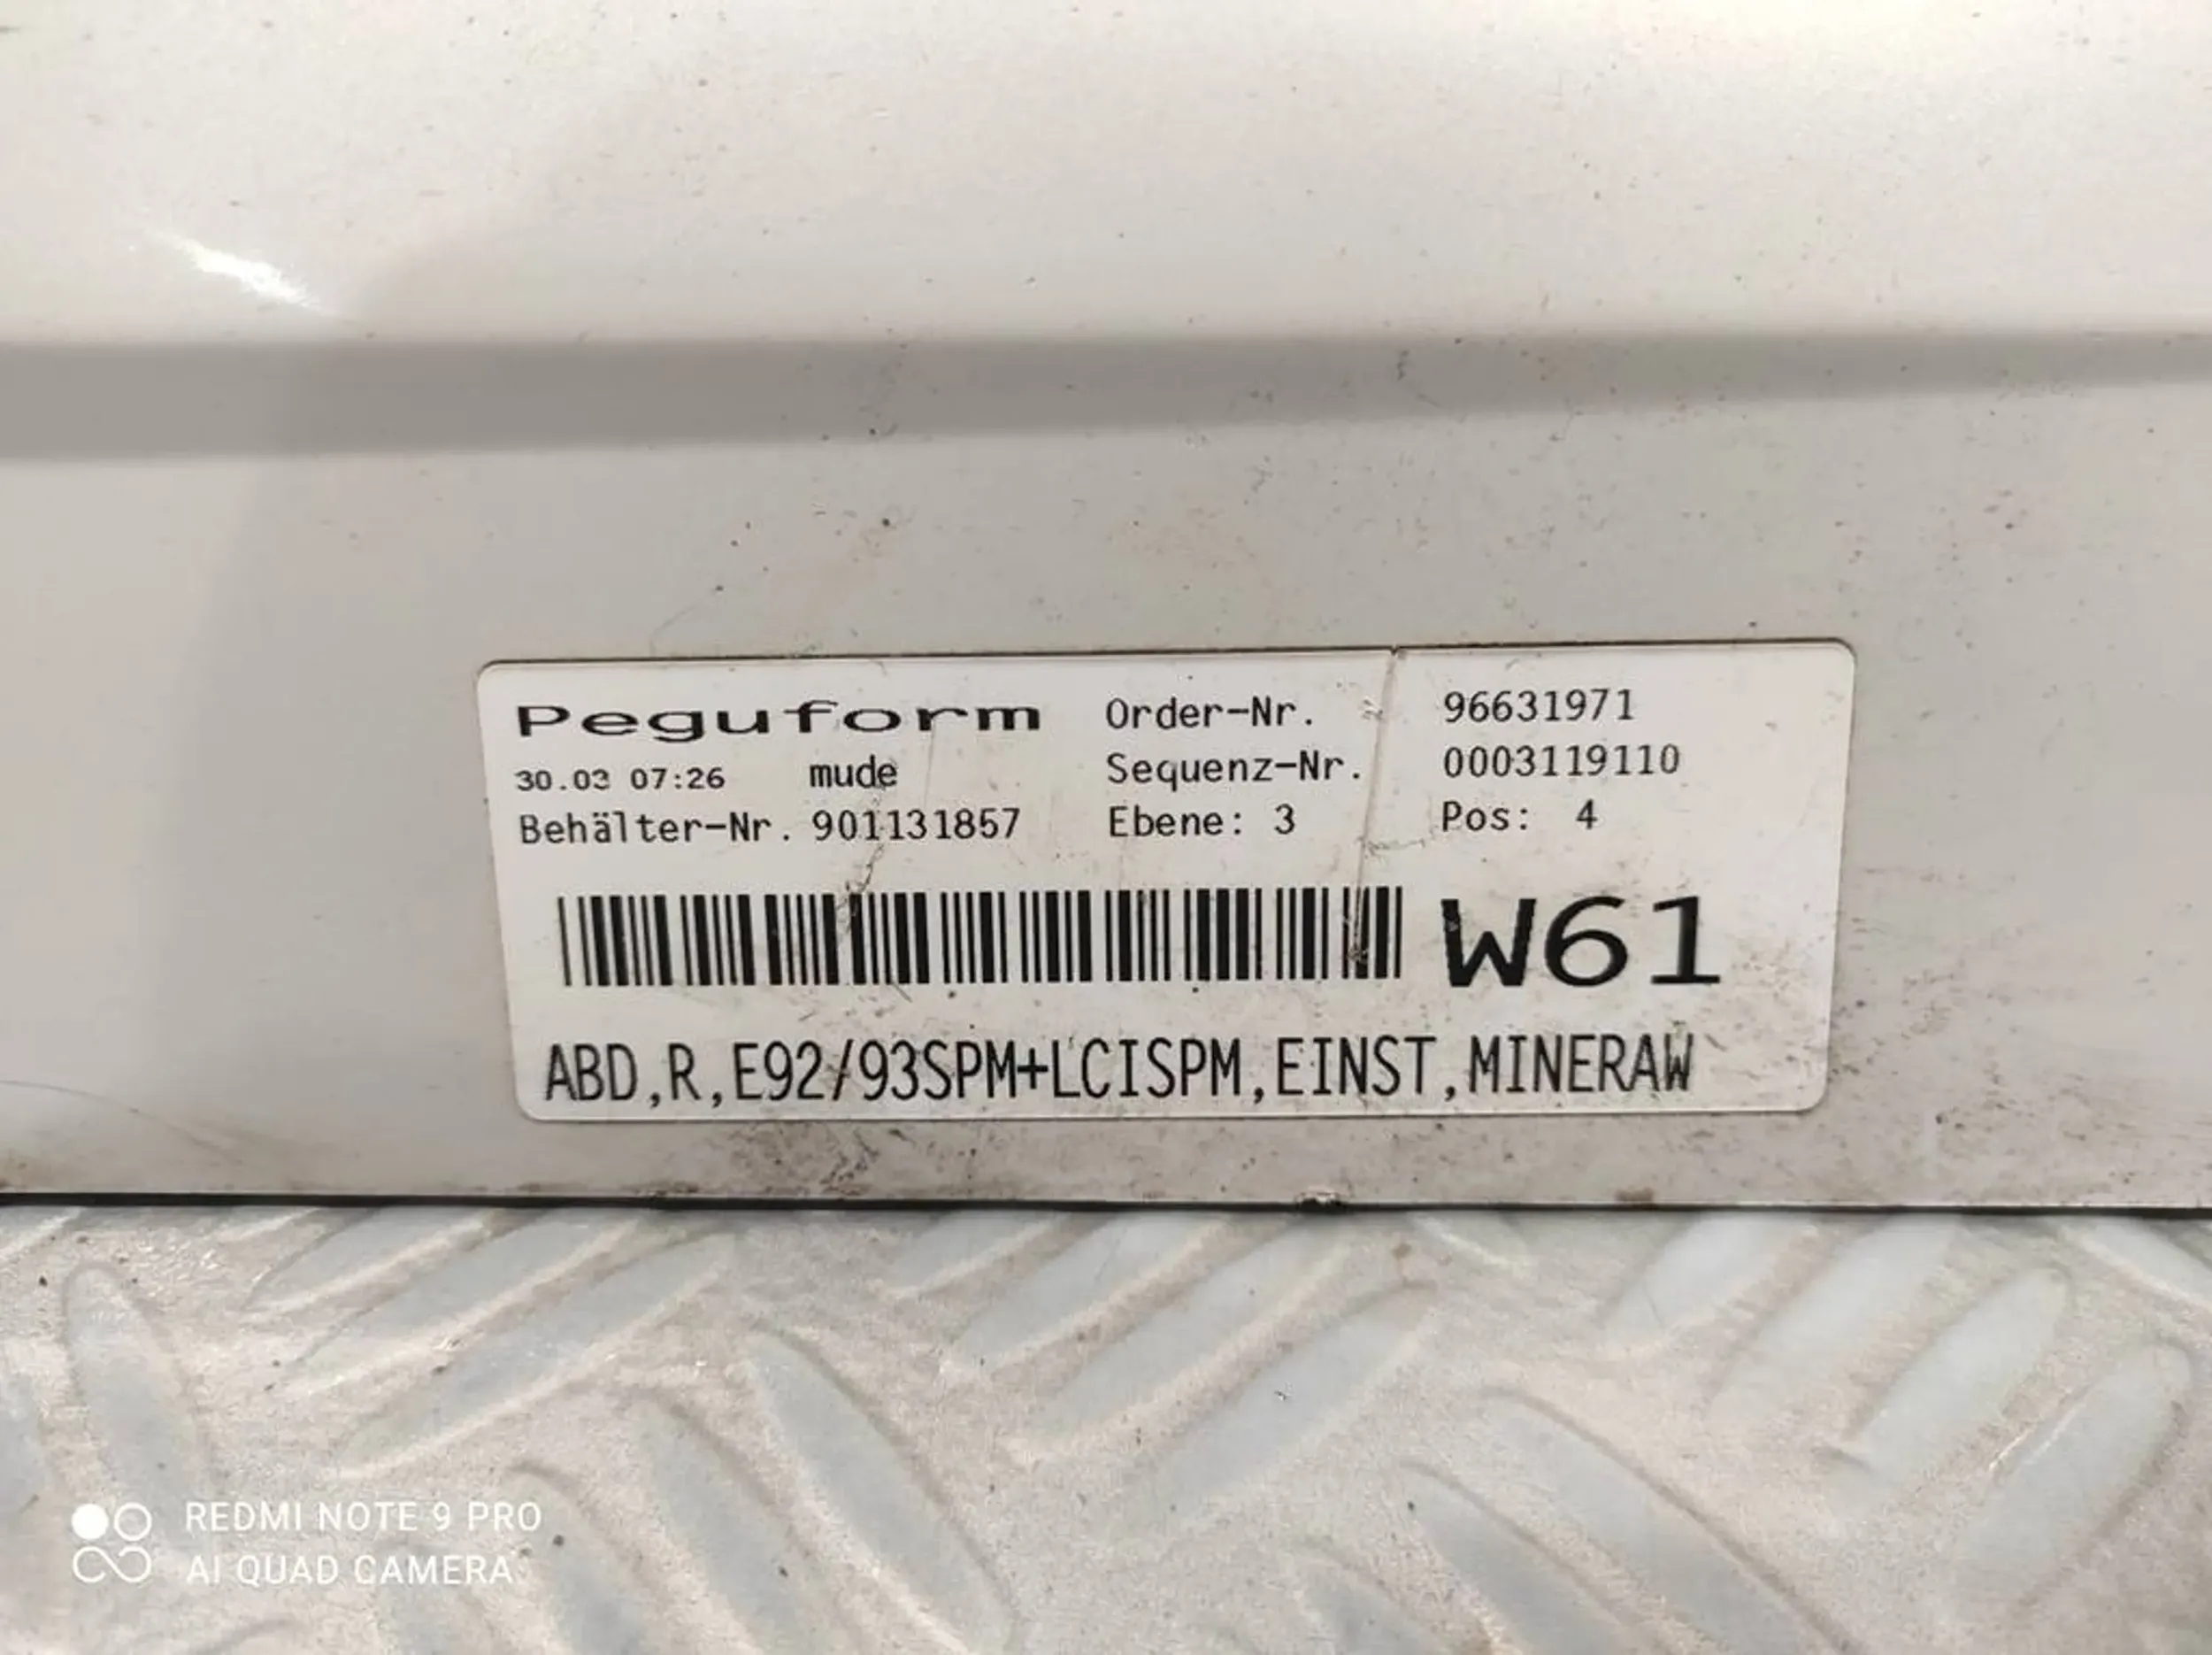 Peguform Order-Nr. 96631971
30.03 07:26 mude Sequenz-Nr. 0003119110
Behälter-Nr. 901131857 Ebene: 3 Pos: 4
W61
ABD,R,E92/93SPM+LCISPM,EINST,MINERAW
REDMI NOTE 9 PRO
AI QUAD CAMERA